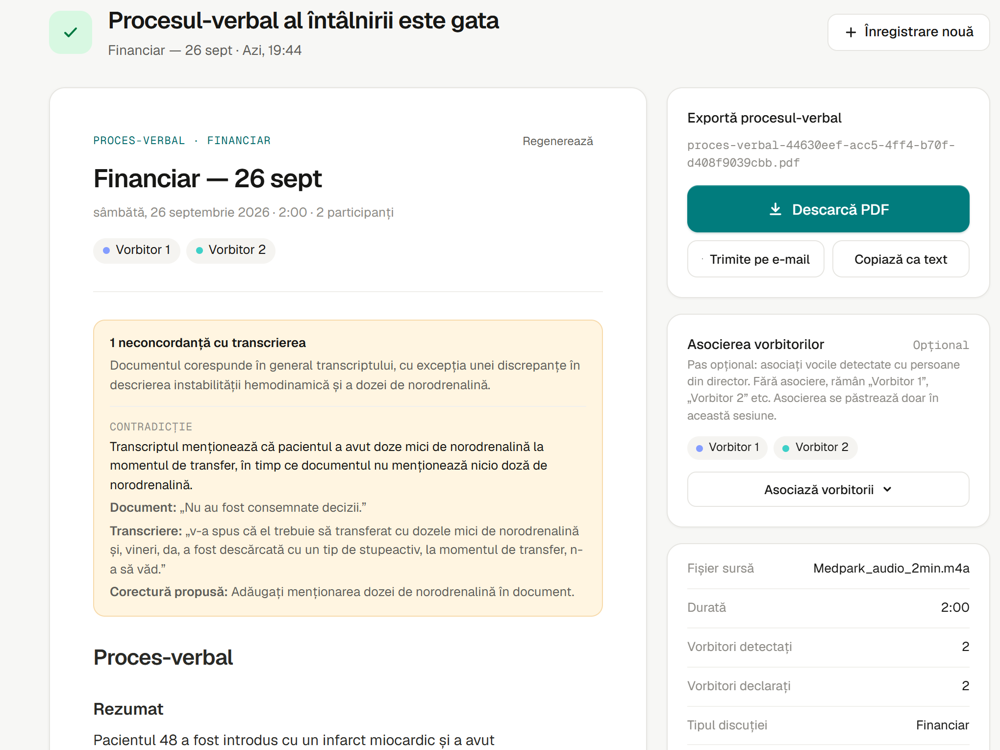 Procesul-verbal al întâlnirii este gata
Financiar — 26 sept · Azi, 19:44
+ Înregistrare nouă
PROCES-VERBAL · FINANCIAR
Regenerează
Financiar — 26 sept
sâmbătă, 26 septembrie 2026 · 2:00 · 2 participanți
Vorbitor 1
Vorbitor 2
1 neconcordanță cu transcrierea
Documentul corespunde în general transcriptului, cu excepția unei discrepanțe în
descrierea instabilității hemodinamică și a dozei de norodrenalină.
CONTRADICȚIE
Transcriptul menționează că pacientul a avut doze mici de norodrenalină la
momentul de transfer, în timp ce documentul nu menționează nicio doză de
norodrenalină.
Document: „Nu au fost consemnate decizii.”
Transcriere: „v-a spus că el trebuie să transferat cu dozele mici de norodrenalină
și, vineri, da, a fost descărcată cu un tip de stupeactiv, la momentul de transfer, n-
a să văd.”
Corectură propusă: Adăugați menționarea dozei de norodrenalină în document.
Proces-verbal
Rezumat
Pacientul 48 a fost introdus cu un infarct miocardic și a avut
Exportă procesul-verbal
proces-verbal-44630eef-acc5-4ff4-b70f-
d408f9039cbb.pdf
Descarcă PDF
Trimite pe e-mail
Copiază ca text
Asocierea vorbitorilor
Opțional
Pas opțional: asociați vocile detectate cu persoane
din director. Fără asociere, rămân „Vorbitor 1”,
„Vorbitor 2” etc. Asocierea se păstrează doar în
această sesiune.
Vorbitor 1
Vorbitor 2
Asociază vorbitorii
Fișier sursă
Medpark_audio_2min.m4a
Durată
2:00
Vorbitori detectați
2
Vorbitori declarați
2
Tipul discuției
Financiar